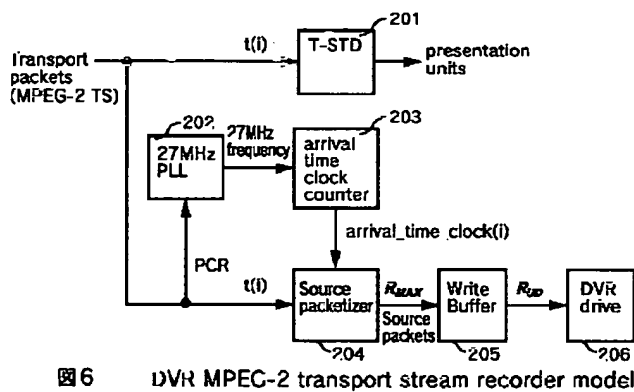 201
T-STD
t(i)
Transport
packets
(MPEG-2 TS)
presentation
units
202
27MHz
PLL
27MHz
frequency
203
arrival
time
clock
counter
arrival_time_clock(i)
PCR
t(i)
Source
packetizer
204
RMAX
Source
packets
Write
Buffer
205
RUD
DVR
drive
206
図6 DVR MPEG-2 transport stream recorder model